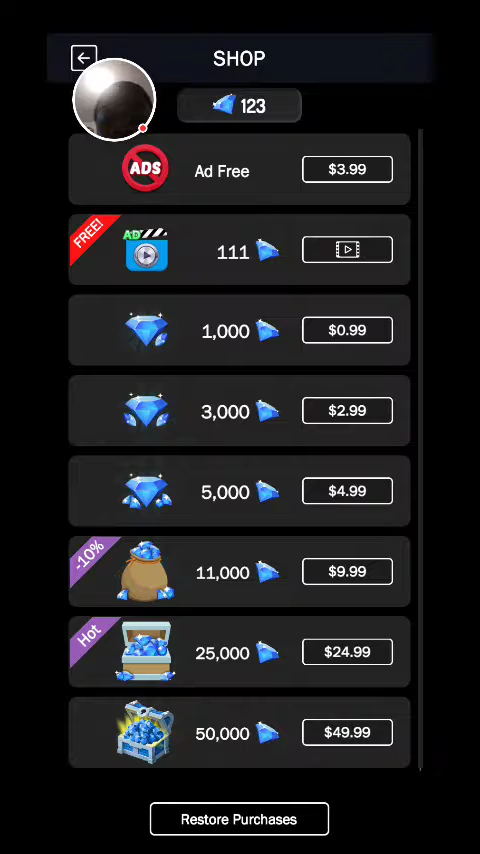 SHOP
123
ADS
Ad Free
$3.99
FREE!
AD
111
1,000
$0.99
3,000
$2.99
5,000
$4.99
-10%
11,000
$9.99
Hot
25,000
$24.99
50,000
$49.99
Restore Purchases